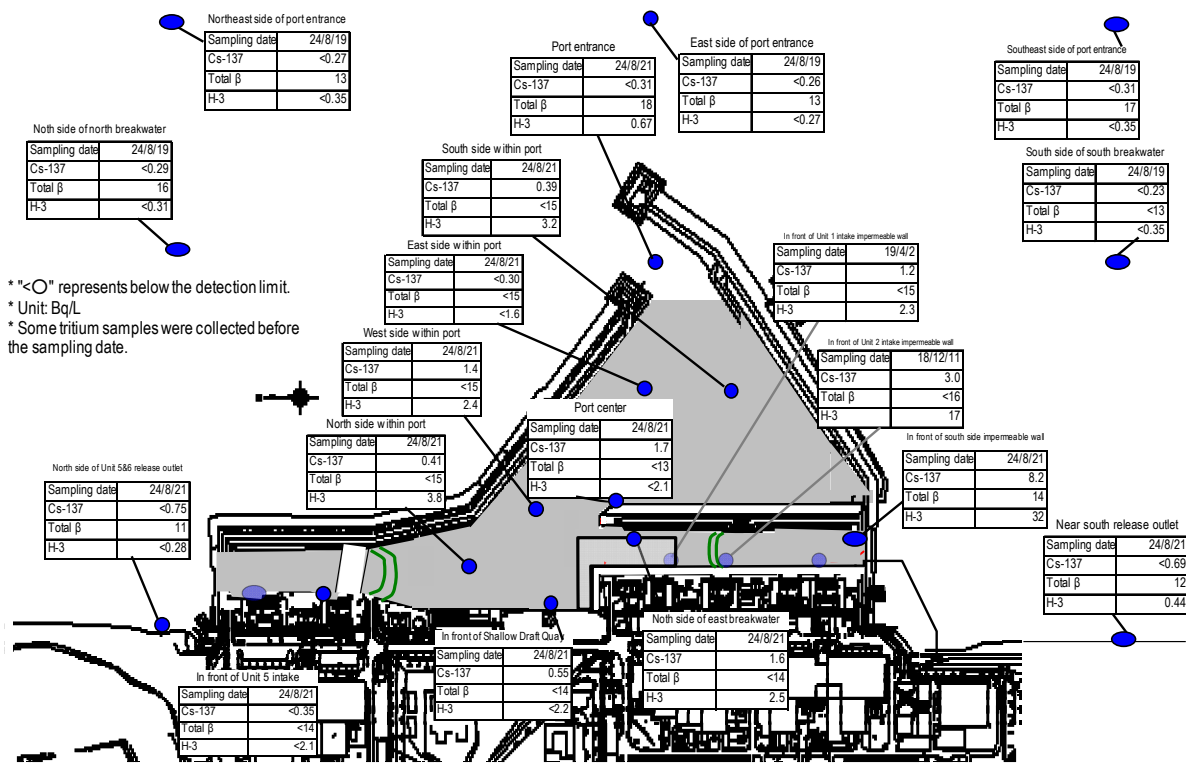 Northeast side of port entrance
Sampling date 24/8/19
Cs-137 <0.27
Total β 13
H-3 <0.35
Port entrance
Sampling date 24/8/21
Cs-137 <0.31
Total β 18
H-3 0.67
East side of port entrance
Sampling date 24/8/19
Cs-137 <0.26
Total β 13
H-3 <0.27
Southeast side of port entrance
Sampling date 24/8/19
Cs-137 <0.31
Total β 17
H-3 <0.35
Noth side of north breakwater
Sampling date 24/8/19
Cs-137 <0.29
Total β 16
H-3 <0.31
South side within port
Sampling date 24/8/21
Cs-137 0.39
Total β <15
H-3 3.2
South side of south breakwater
Sampling date 24/8/19
Cs-137 <0.23
Total β <13
H-3 <0.35
East side within port
Sampling date 24/8/21
Cs-137 <0.30
Total β <15
H-3 <1.6
In front of Unit 1 intake impermeable wall
Sampling date 19/4/2
Cs-137 1.2
Total β <15
H-3 2.3
* "<○" represents below the detection limit.
* Unit: Bq/L
* Some tritium samples were collected before
the sampling date.
West side within port
Sampling date 24/8/21
Cs-137 1.4
Total β <15
H-3 2.4
In front of Unit 2 intake impermeable wall
Sampling date 18/12/11
Cs-137 3.0
Total β <16
H-3 17
Port center
Sampling date 24/8/21
Cs-137 1.7
Total β <13
H-3 <2.1
North side within port
Sampling date 24/8/21
Cs-137 0.41
Total β <15
H-3 3.8
In front of south side impermeable wall
Sampling date 24/8/21
Cs-137 8.2
Total β 14
H-3 32
North side of Unit 5&6 release outlet
Sampling date 24/8/21
Cs-137 <0.75
Total β 11
H-3 <0.28
Near south release outlet
Sampling date 24/8/21
Cs-137 <0.69
Total β 12
H-3 0.44
Noth side of east breakwater
Sampling date 24/8/21
Cs-137 1.6
Total β <14
H-3 2.5
In front of Shallow Draft Quay
Sampling date 24/8/21
Cs-137 0.55
Total β <14
H-3 <2.2
In front of Unit 5 intake
Sampling date 24/8/21
Cs-137 <0.35
Total β <14
H-3 <2.1